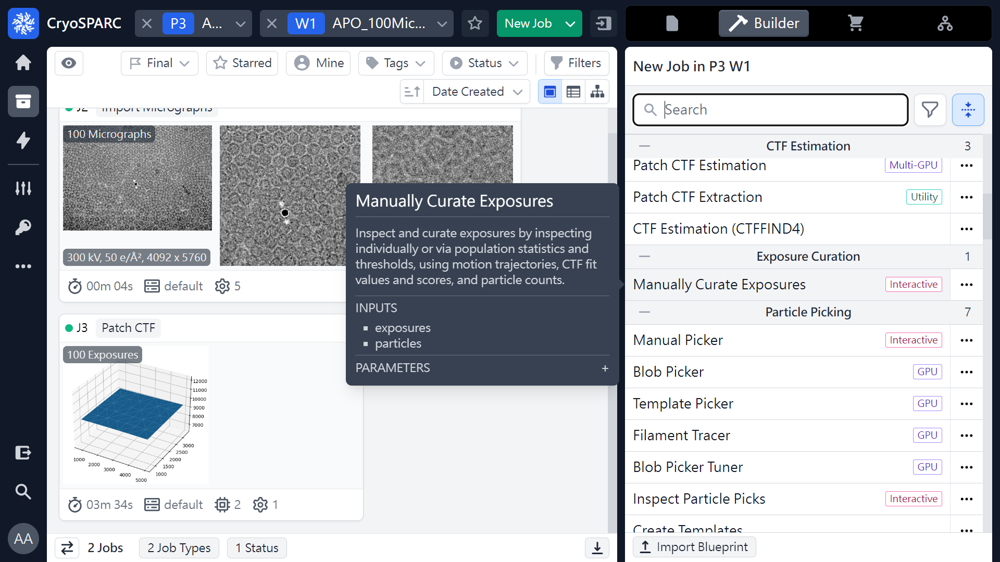 CryoSPARC
P3 A...
W1 APO_100Mic...
New Job
Builder
Final
Starred
Mine
Tags
Status
Filters
Date Created
J2 Import Micrographs
100 Micrographs
300 kV, 50 e/Å², 4092 x 5760
00m 04s default 5
J3 Patch CTF
100 Exposures
12000
11000
10000
9000
8000
7000
3000
2500
2000
1500
1000
1000
2000
3000
4000
5000
03m 34s default 2 1
2 Jobs 2 Job Types 1 Status
AA
Manually Curate Exposures
Inspect and curate exposures by inspecting
individually or via population statistics and
thresholds, using motion trajectories, CTF fit
values and scores, and particle counts.
INPUTS
exposures
particles
PARAMETERS +
New Job in P3 W1
Search
CTF Estimation 3
Patch CTF Estimation Multi-GPU
Patch CTF Extraction Utility
CTF Estimation (CTFFIND4)
Exposure Curation 1
Manually Curate Exposures Interactive
Particle Picking 7
Manual Picker Interactive
Blob Picker GPU
Template Picker GPU
Filament Tracer GPU
Blob Picker Tuner GPU
Inspect Particle Picks Interactive
Create Templates
Import Blueprint